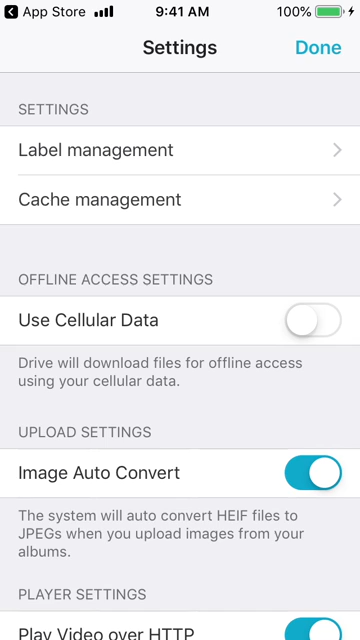 App Store 9:41 AM 100%
Settings Done
SETTINGS
Label management
Cache management
OFFLINE ACCESS SETTINGS
Use Cellular Data
Drive will download files for offline access
using your cellular data.
UPLOAD SETTINGS
Image Auto Convert
The system will auto convert HEIF files to
JPEGs when you upload images from your
albums.
PLAYER SETTINGS
Play Video over HTTP